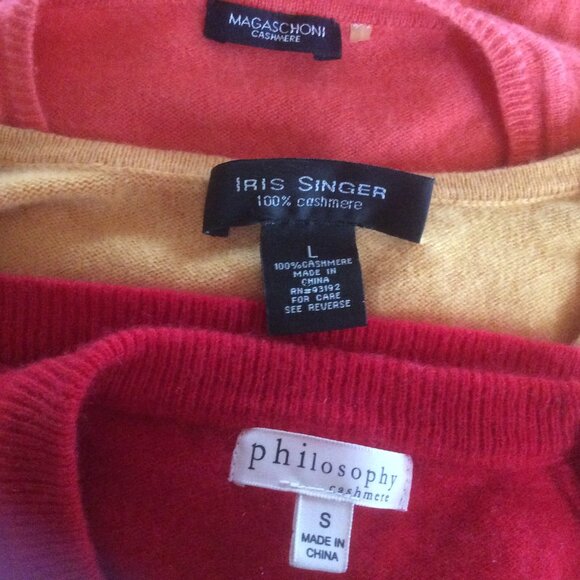 MAGASCHONI
CASHMERE
IRIS SINGER
100% cashmere
L
100%CASHMERE
MADE IN
CHINA
RN#93192
FOR CARE
SEE REVERSE
philosophy
cashmere
S
MADE IN
CHINA